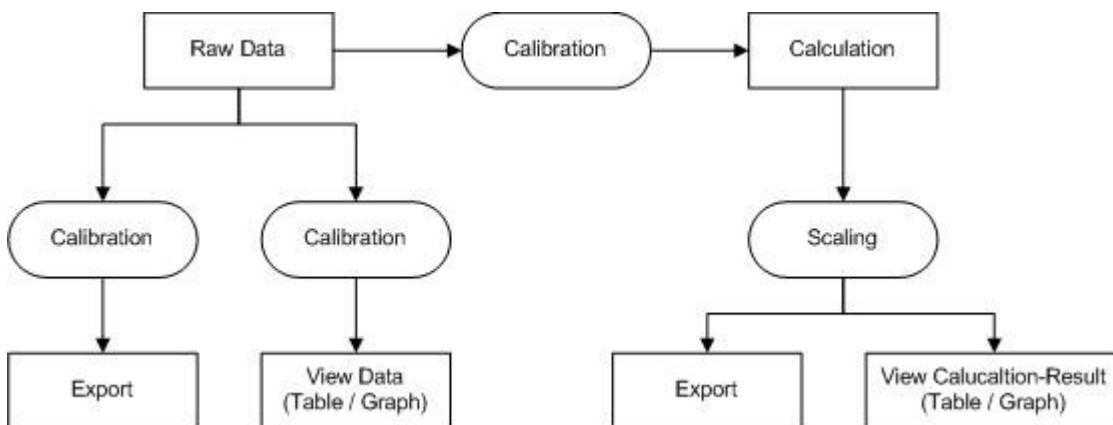 Raw Data
Calibration
Calculation
Calibration
Calibration
Scaling
Export
View Data
(Table / Graph)
Export
View Calucaltion-Result
(Table / Graph)